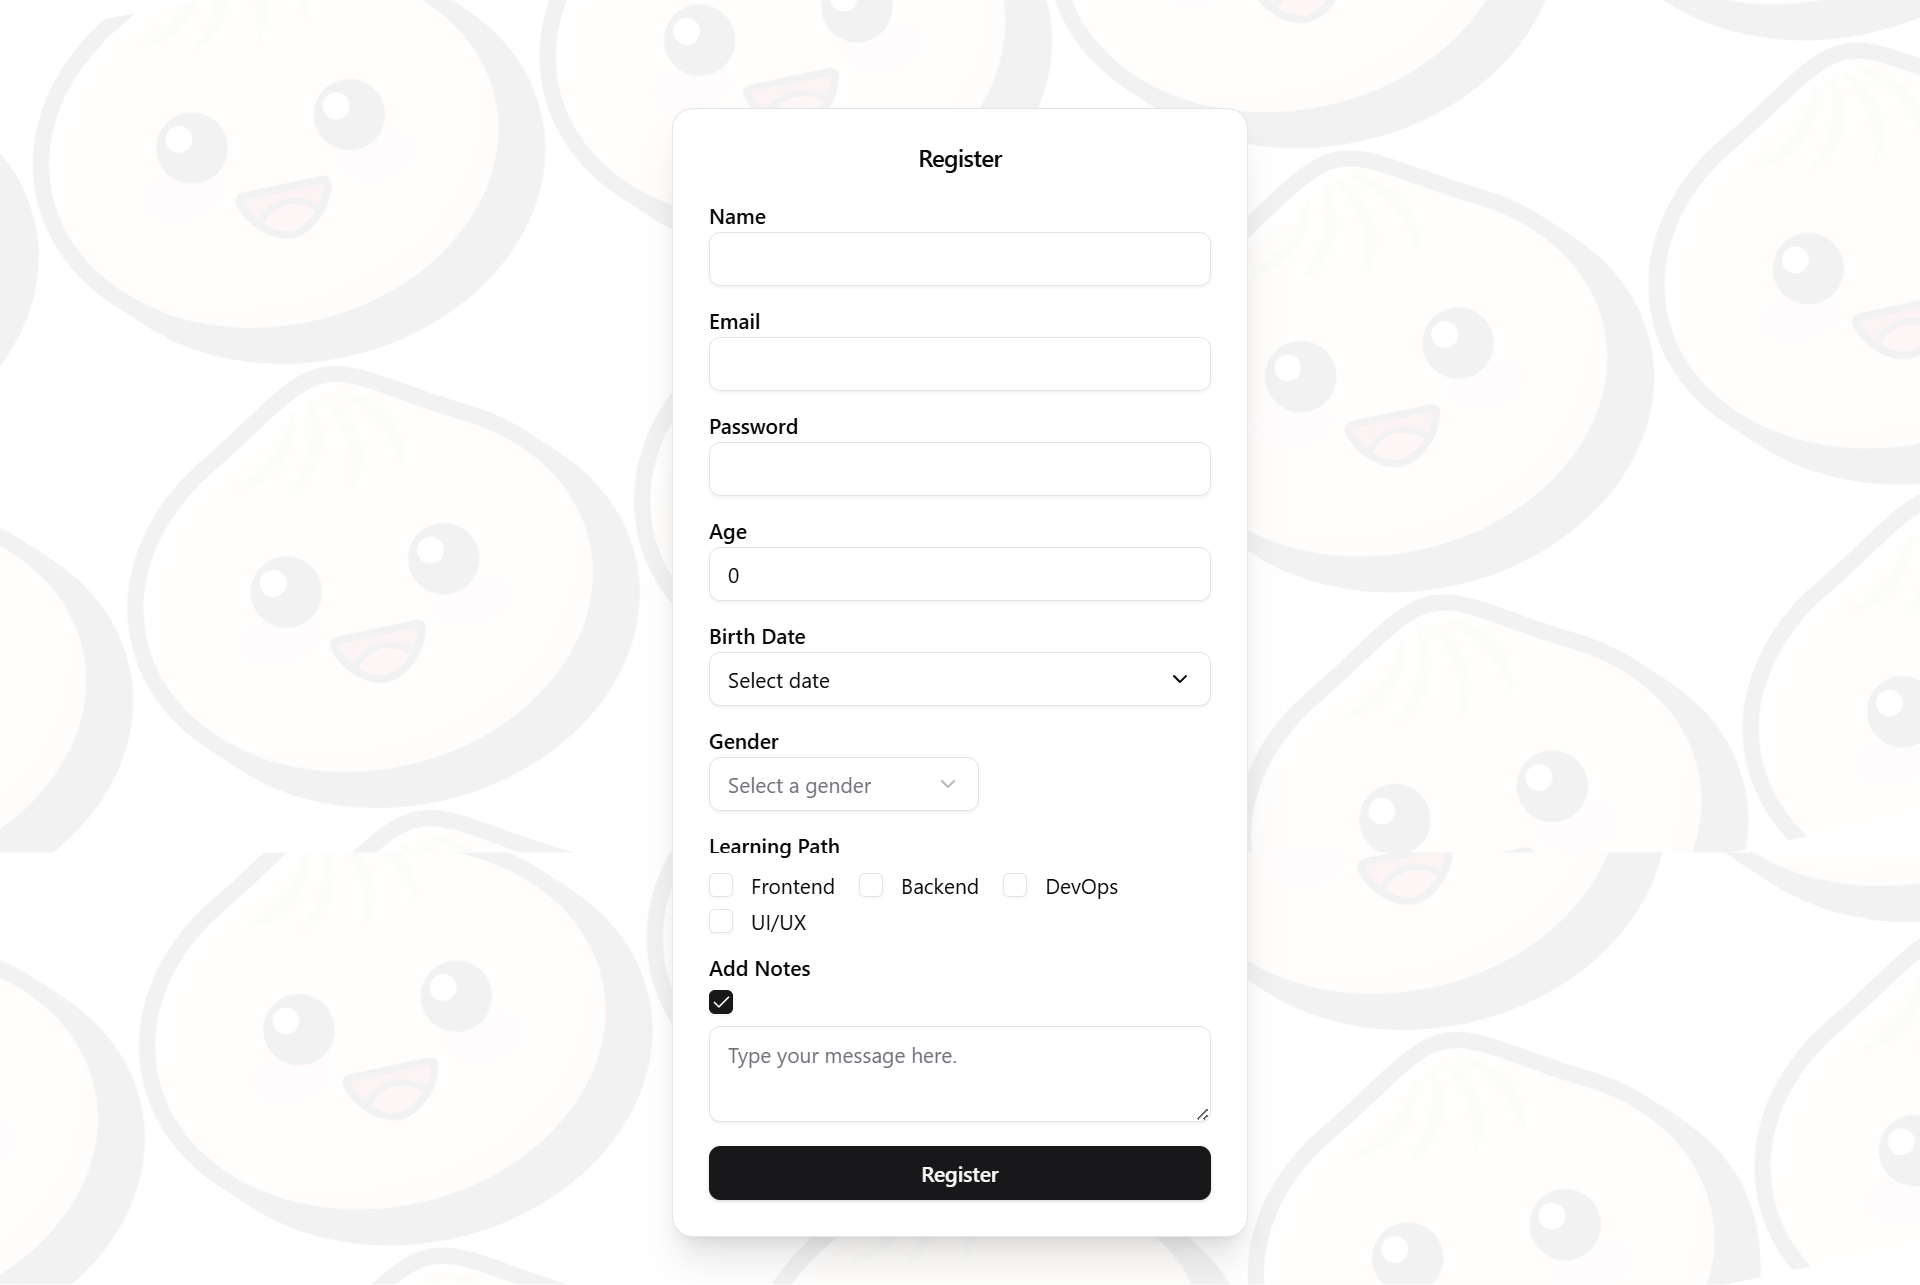 Register
Name
Email
Password
Age
0
Birth Date
Select date
Gender
Select a gender
Learning Path
Frontend Backend DevOps
UI/UX
Add Notes
Type your message here.
Register